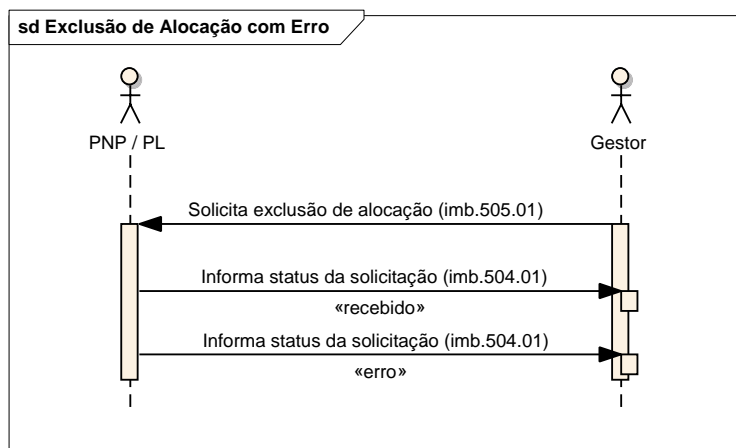 sd Exclusão de Alocação com Erro
PNP / PL
Gestor
Solicita exclusão de alocação (imb.505.01)
Informa status da solicitação (imb.504.01)
«recebido»
Informa status da solicitação (imb.504.01)
«erro»